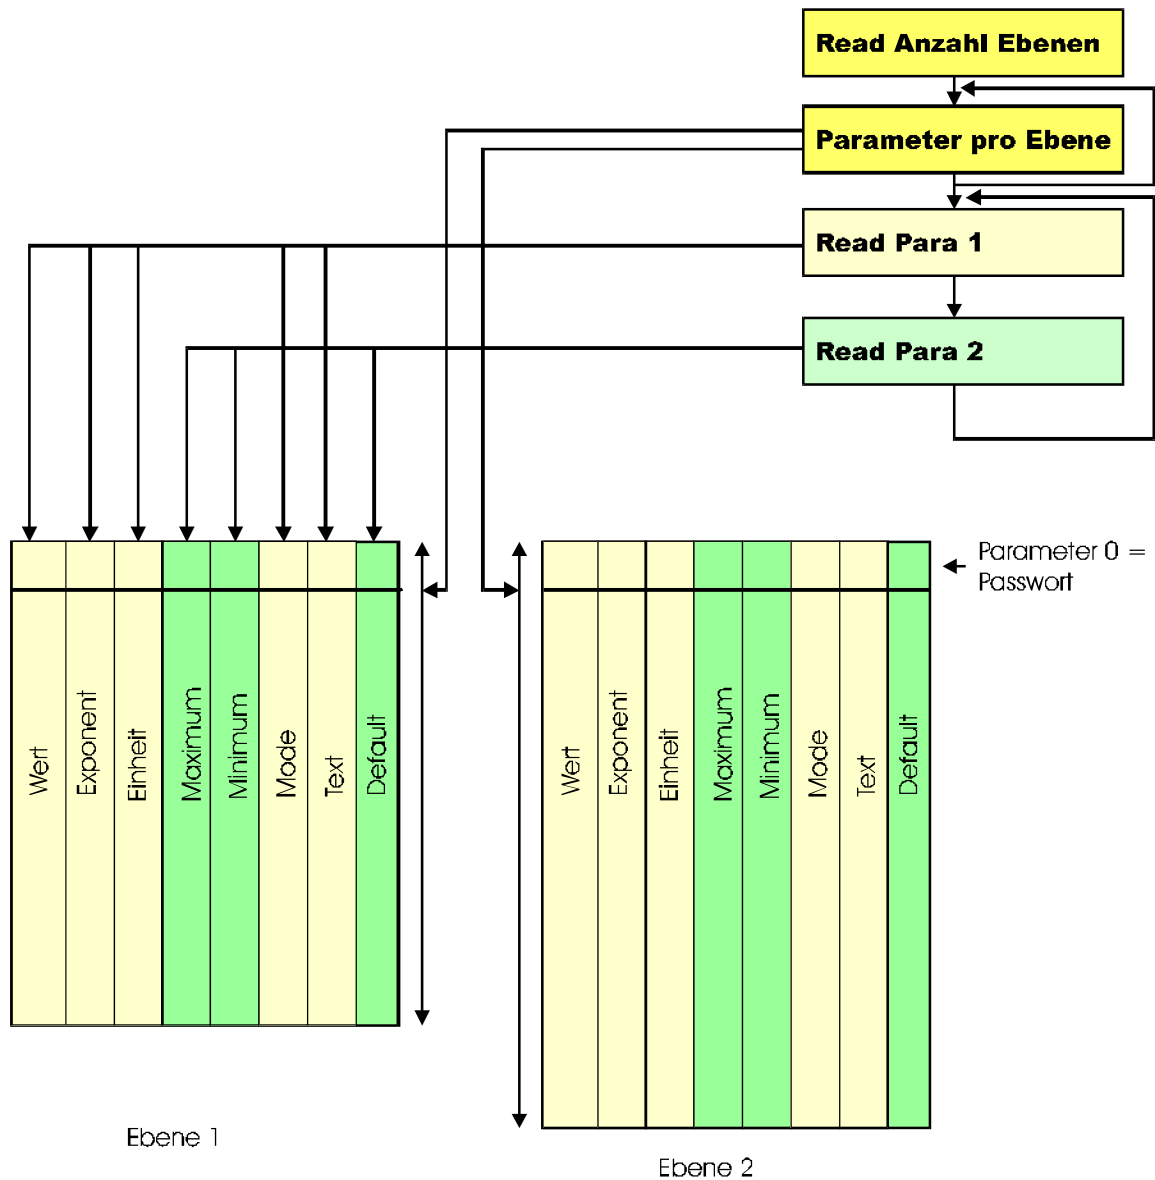 Read Anzahl Ebenen
Parameter pro Ebene
Read Para 1
Read Para 2
Parameter 0 =
Passwort
Wert
Exponent
Einheit
Maximum
Minimum
Mode
Text
Default
Wert
Exponent
Einheit
Maximum
Minimum
Mode
Text
Default
Ebene 1
Ebene 2